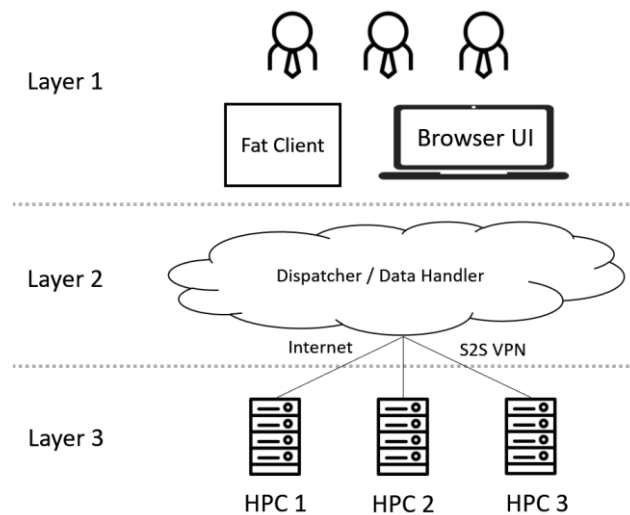 Layer 1
Fat Client
Browser UI
Layer 2
Dispatcher / Data Handler
Internet
S2S VPN
Layer 3
HPC 1
HPC 2
HPC 3